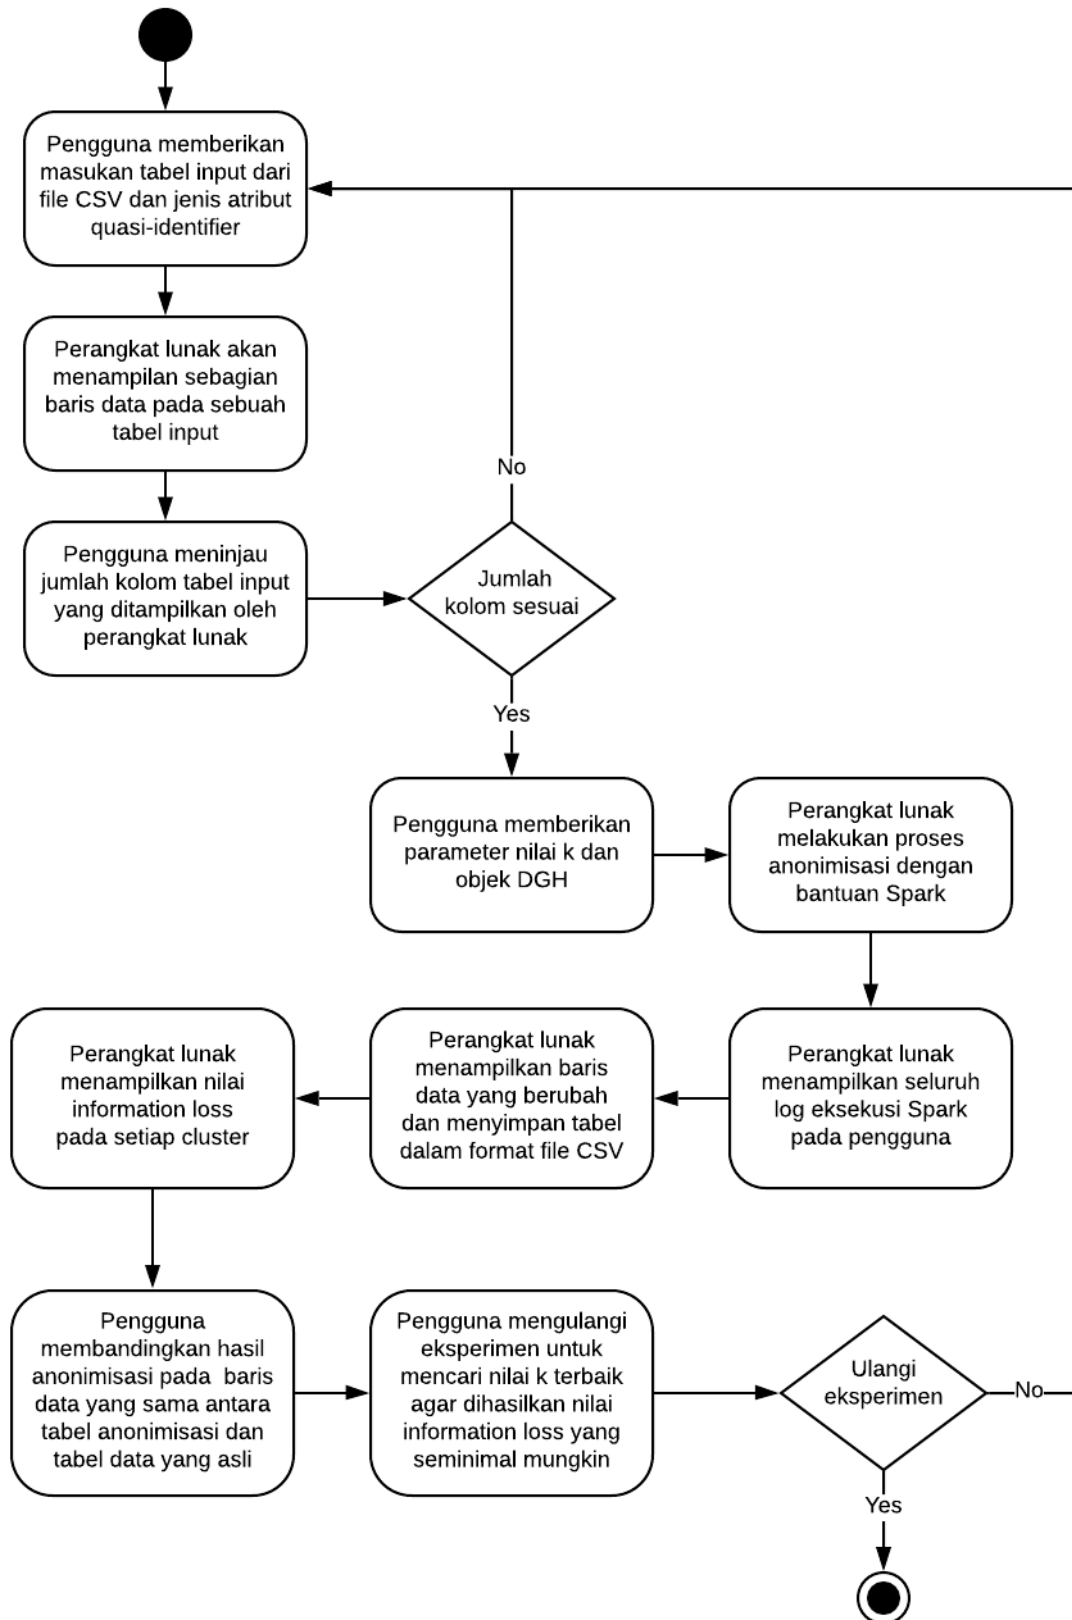 Pengguna memberikan
masukan tabel input dari
file CSV dan jenis atribut
quasi-identifier
Perangkat lunak akan
menampilan sebagian
baris data pada sebuah
tabel input
No
Pengguna meninjau
jumlah kolom tabel input
yang ditampilkan oleh
perangkat lunak
Jumlah
kolom sesuai
Yes
Pengguna memberikan
parameter nilai k dan
objek DGH
Perangkat lunak
melakukan proses
anonimisasi dengan
bantuan Spark
Perangkat lunak
menampilkan seluruh
log eksekusi Spark
pada pengguna
Perangkat lunak
menampilkan baris
data yang berubah
dan menyimpan tabel
dalam format file CSV
Perangkat lunak
menampilkan nilai
information loss
pada setiap cluster
Pengguna
membandingkan hasil
anonimisasi pada  baris
data yang sama antara
tabel anonimisasi dan
tabel data yang asli
Pengguna mengulangi
eksperimen untuk
mencari nilai k terbaik
agar dihasilkan nilai
information loss yang
seminimal mungkin
Ulangi
eksperimen
No
Yes